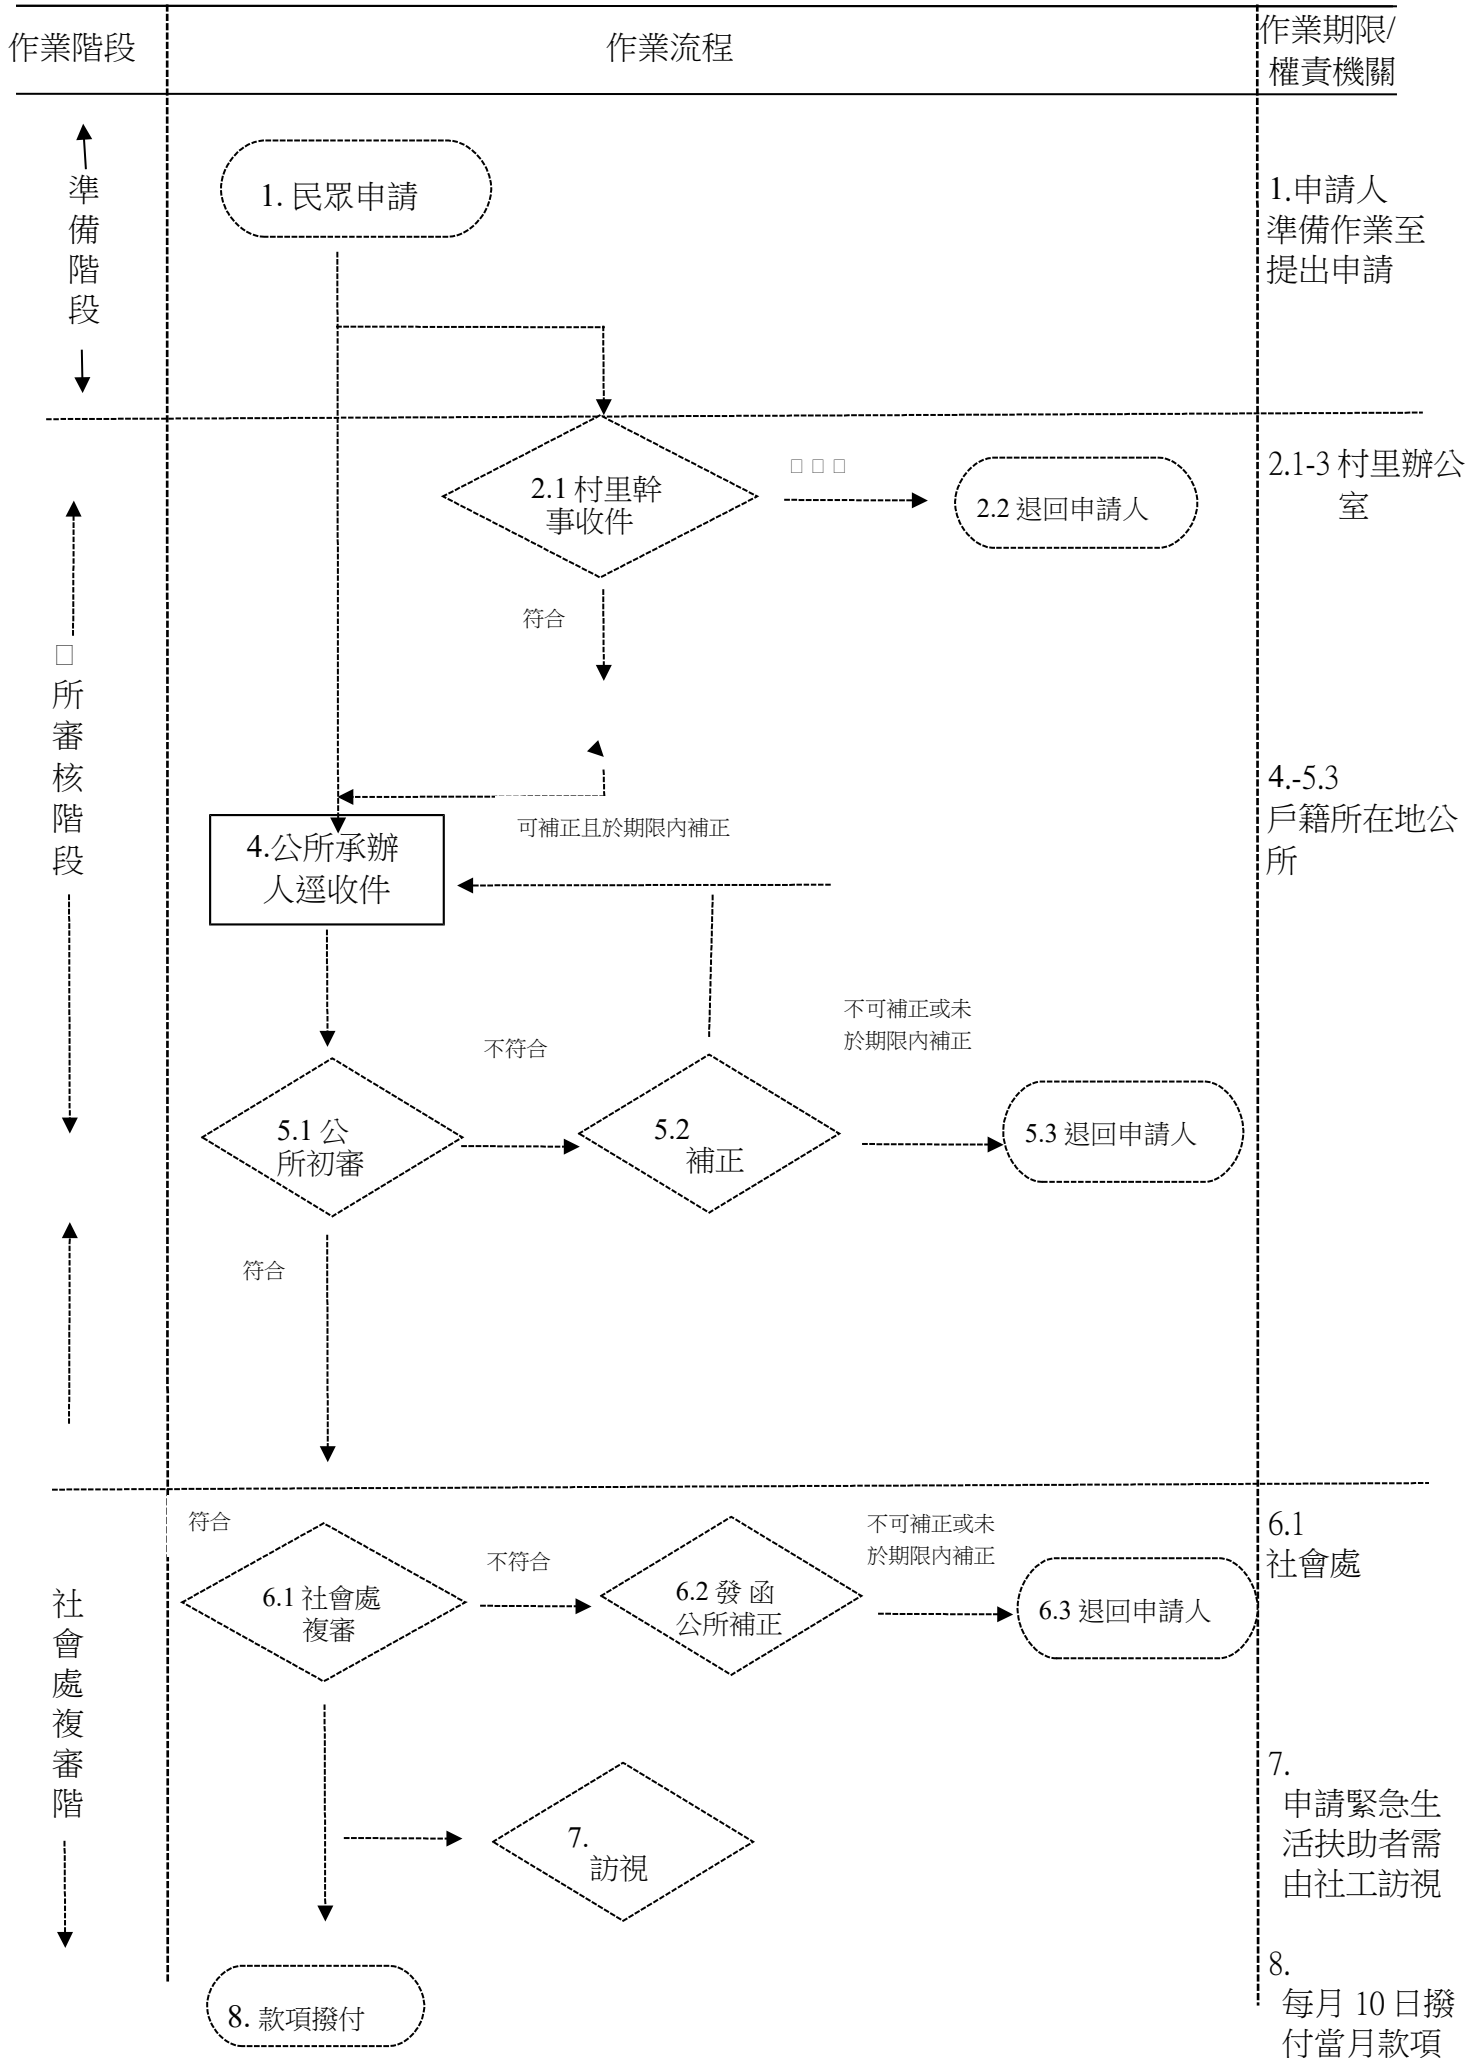 作業階段
作業流程
作業期限/
權責機關
準備階段
1. 民眾申請
1.申請人
準備作業至
提出申請
2.1 村里幹
事收件
2.2 退回申請人
2.1-3 村里辦公
室
符合
所審核階段
4.-5.3
戶籍所在地公
所
可補正且於期限內補正
4.公所承辦
人逕收件
不可補正或未
於期限內補正
不符合
5.1 公
所初審
5.2
補正
5.3 退回申請人
符合
符合
不符合
不可補正或未
於期限內補正
6.1
社會處
社會處複審階
6.1 社會處
複審
6.2 發 函
公所補正
6.3 退回申請人
7.
訪視
7.
申請緊急生
活扶助者需
由社工訪視
8. 款項撥付
8.
每月 10 日撥
付當月款項